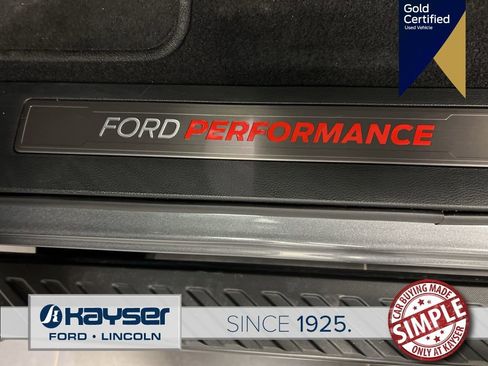 Gold
Certified
Used Vehicle
FORD PERFORMANCE
Kayser
FORD • LINCOLN
SINCE 1925.
CAR BUYING MADE
SIMPLE
ONLY AT KAYSER